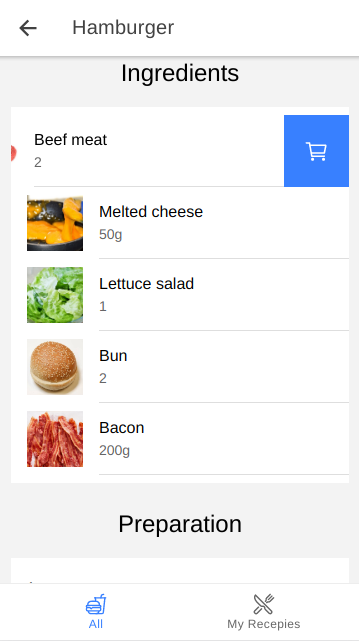 Hamburger
Ingredients
Beef meat
2
Melted cheese
50g
Lettuce salad
1
Bun
2
Bacon
200g
Preparation
All
My Recepies